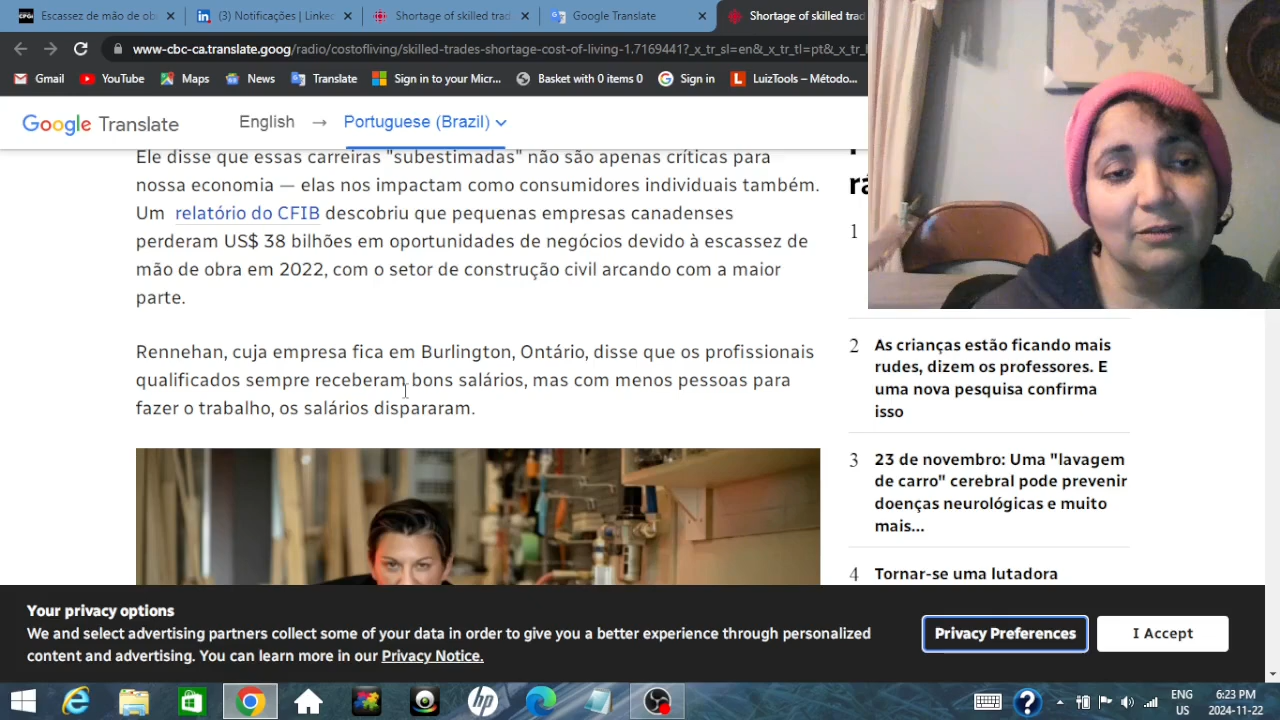 Escassez de mão de ob
(3) Notificações | Linked
Shortage of skilled trad
Google Translate
Shortage of skilled tra
www-cbc-ca.translate.goog/radio/costofliving/skilled-trades-shortage-cost-of-living-1.7169441?_x_tr_sl=en&_x_tr_tl=pt&_x_tr_
Gmail
YouTube
Maps
News
Translate
Sign in to your Micr...
Basket with 0 items 0
Sign in
LuizTools – Método...
Google Translate
English → Portuguese (Brazil)
Ele disse que essas carreiras "subestimadas" não são apenas críticas para
nossa economia — elas nos impactam como consumidores individuais também.
Um relatório do CFIB descobriu que pequenas empresas canadenses
perderam US$ 38 bilhões em oportunidades de negócios devido à escassez de
mão de obra em 2022, com o setor de construção civil arcando com a maior
parte.
Rennehan, cuja empresa fica em Burlington, Ontário, disse que os profissionais
qualificados sempre receberam bons salários, mas com menos pessoas para
fazer o trabalho, os salários dispararam.
1
2 As crianças estão ficando mais
rudes, dizem os professores. E
uma nova pesquisa confirma
isso
3 23 de novembro: Uma "lavagem
de carro" cerebral pode prevenir
doenças neurológicas e muito
mais...
4 Tornar-se uma lutadora
Your privacy options
We and select advertising partners collect some of your data in order to give you a better experience through personalized
content and advertising. You can learn more in our Privacy Notice.
Privacy Preferences
I Accept
ENG
US
6:23 PM
2024-11-22